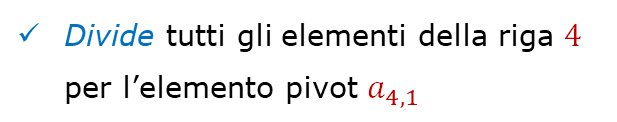 ✓ Divide tutti gli elementi della riga 4
per l’elemento pivot a₄,₁